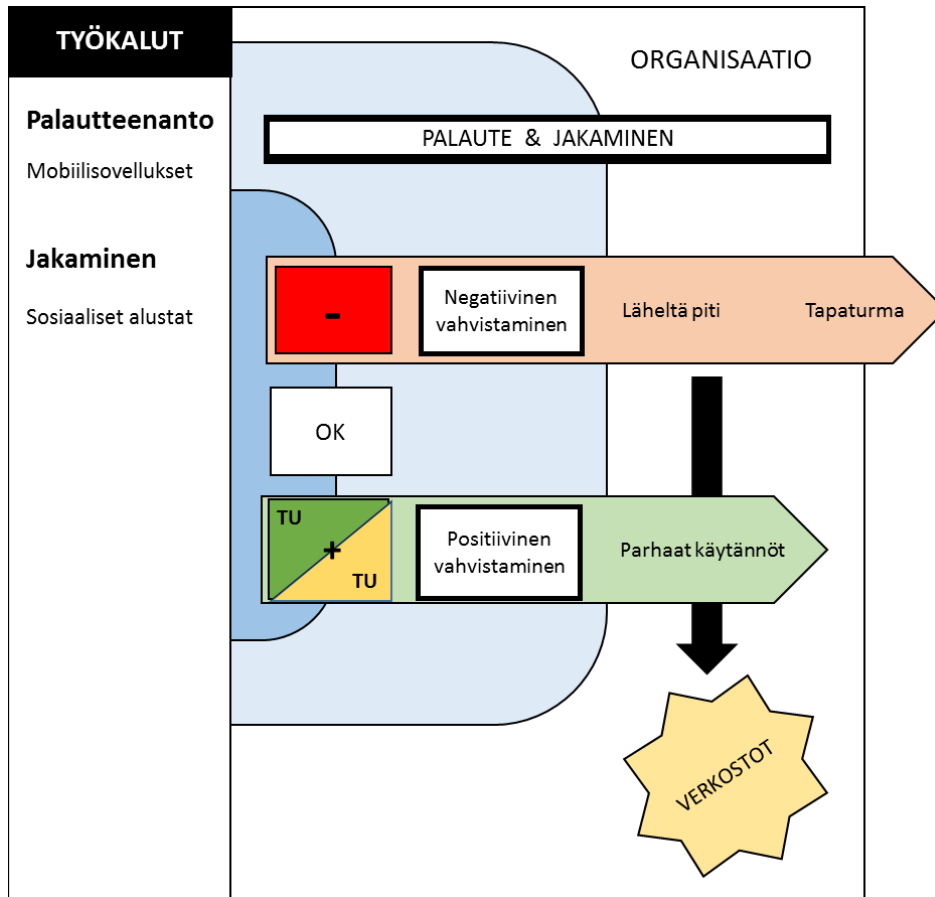 TYÖKALUT
Palautteenanto
Mobiilisovellukset
Jakaminen
Sosiaaliset alustat
ORGANISAATIO
PALAUTE & JAKAMINEN
-
Negatiivinen
vahvistaminen
Läheltä piti
Tapaturma
OK
TU
+
TU
Positiivinen
vahvistaminen
Parhaat käytännöt
VERKOSTOT